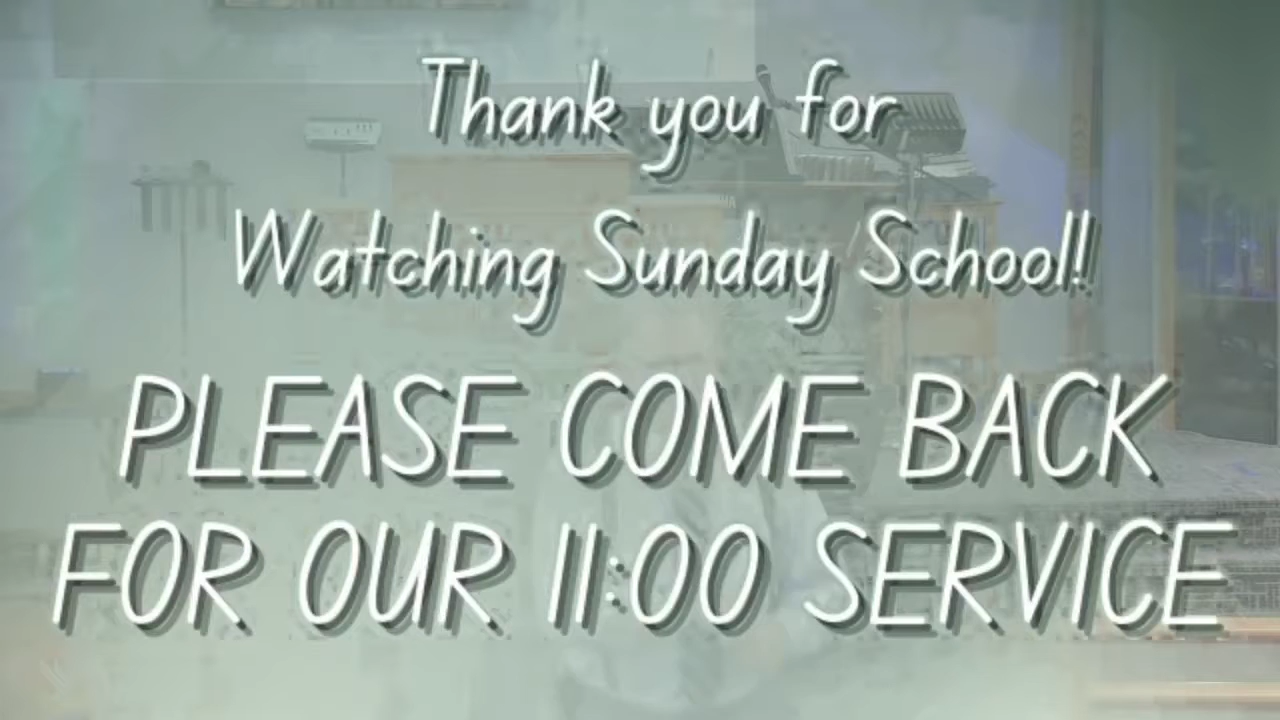 Thank you for
Watching Sunday School!!
PLEASE COME BACK
FOR OUR 11:00 SERVICE